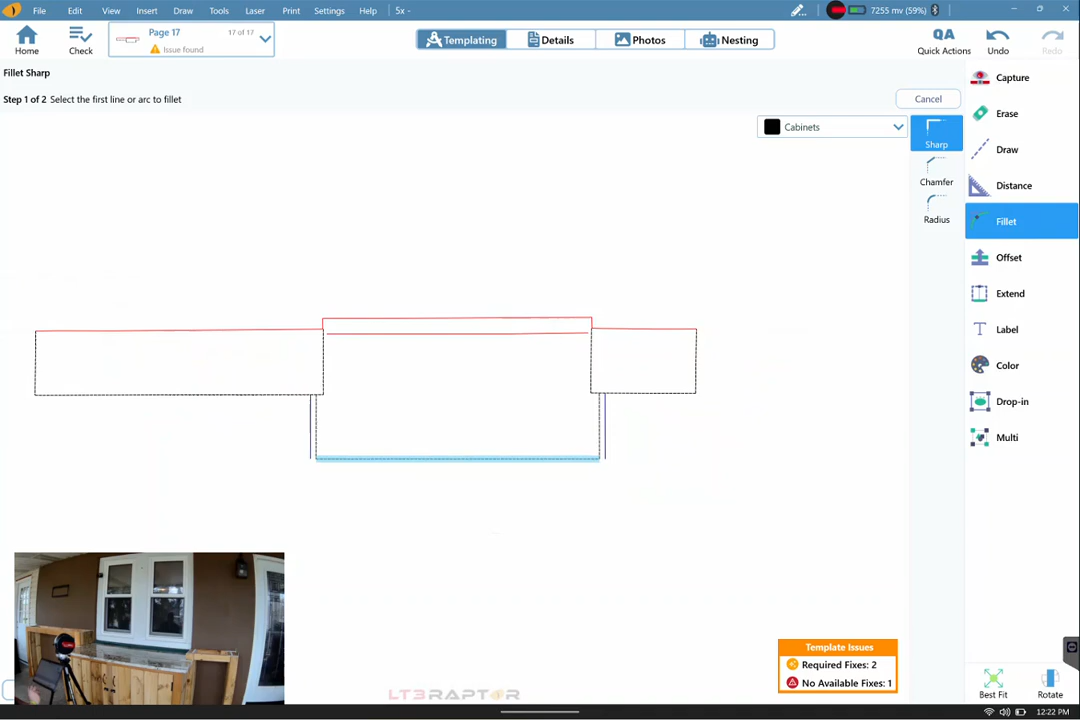 File Edit View Insert Draw Tools Laser Print Settings Help 5x -
7255 mv (59%)
Home
Check
Page 17
17 of 17
Issue found
Templating
Details
Photos
Nesting
QA
Quick Actions
Undo
Redo
Fillet Sharp
Step 1 of 2 Select the first line or arc to fillet
Cancel
Cabinets
Sharp
Chamfer
Radius
Capture
Erase
Draw
Distance
Fillet
Offset
Extend
Label
Color
Drop-in
Multi
Template Issues
Required Fixes: 2
No Available Fixes: 1
LT3RAPTOR
Best Fit
Rotate
12:22 PM